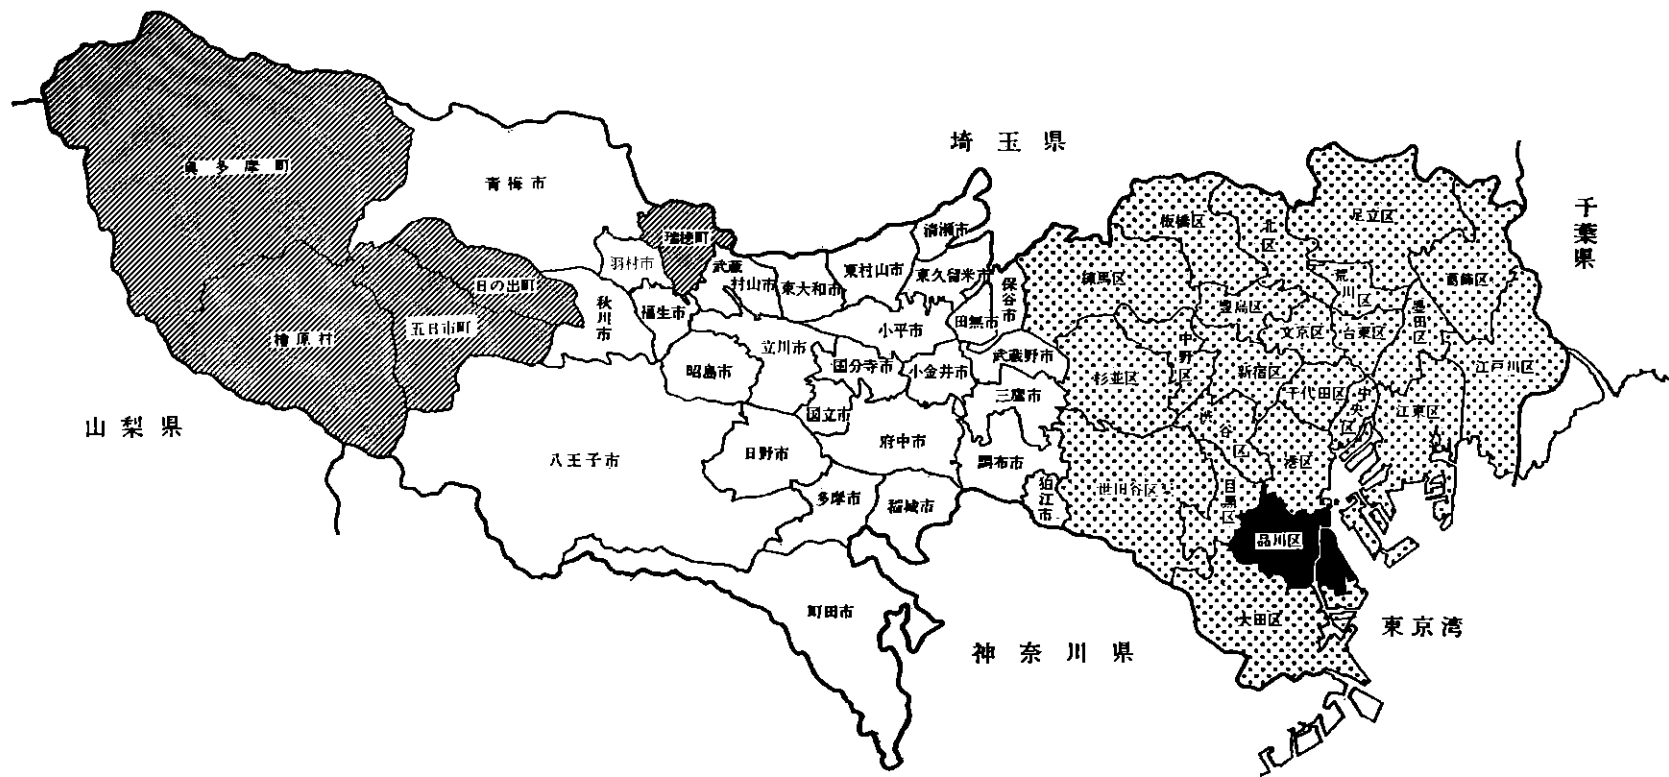 埼玉県
千葉県
山梨県
神奈川県
東京湾
奥多摩町
青梅市
瑞穂町
羽村市
日の出町
五日市町
檜原村
秋川市
福生市
武蔵
村山市
東大和市
東村山市
清瀬市
東久留米市
保谷市
田無市
小平市
立川市
昭島市
国分寺市
小金井市
武蔵野市
三鷹市
国立市
府中市
調布市
狛江市
日野市
八王子市
多摩市
稲城市
町田市
板橋区
北区
足立区
葛飾区
練馬区
豊島区
荒川区
文京区
台東区
墨田区
江戸川区
中野区
杉並区
新宿区
千代田区
中央区
江東区
渋谷区
港区
世田谷区
目黒区
品川区
大田区